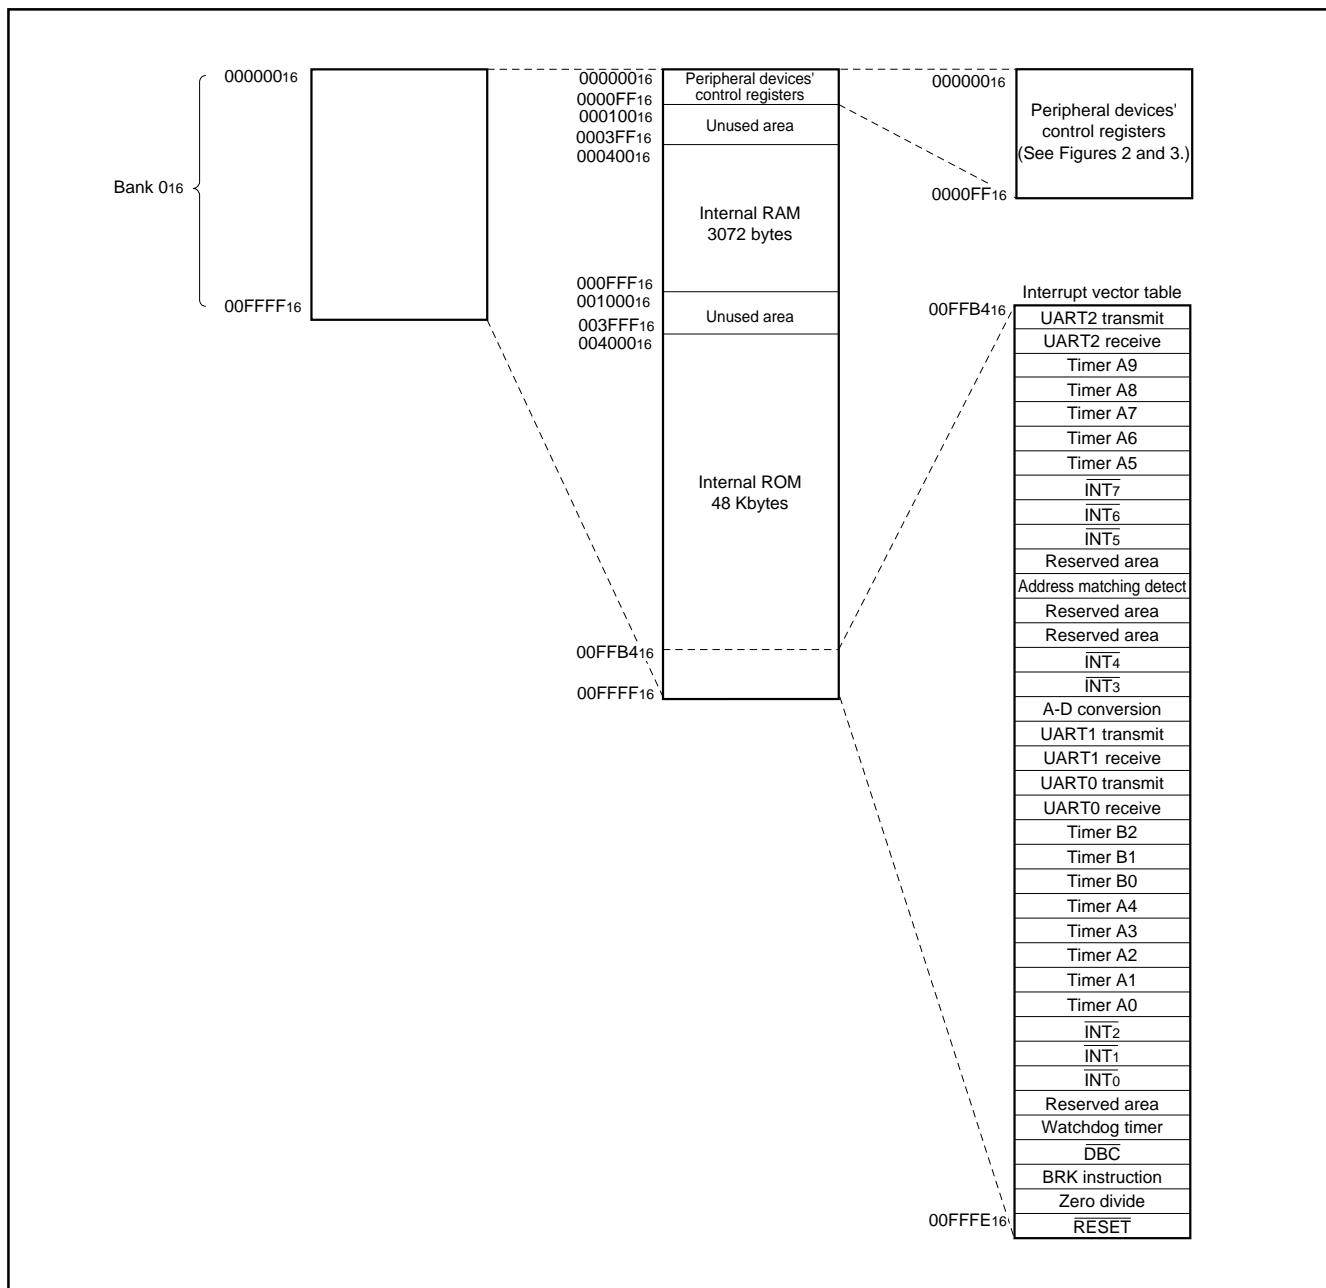 Bank 016
00000016
00FFFF16
00000016
0000FF16
00010016
0003FF16
00040016
000FFF16
00100016
003FFF16
00400016
00FFB416
00FFFF16
Peripheral devices'
control registers
Unused area
Internal RAM
3072 bytes
Unused area
Internal ROM
48 Kbytes
00000016
0000FF16
Peripheral devices'
control registers
(See Figures 2 and 3.)
Interrupt vector table
00FFB416
UART2 transmit
UART2 receive
Timer A9
Timer A8
Timer A7
Timer A6
Timer A5
INT7
INT6
INT5
Reserved area
Address matching detect
Reserved area
Reserved area
INT4
INT3
A-D conversion
UART1 transmit
UART1 receive
UART0 transmit
UART0 receive
Timer B2
Timer B1
Timer B0
Timer A4
Timer A3
Timer A2
Timer A1
Timer A0
INT2
INT1
INT0
Reserved area
Watchdog timer
DBC
BRK instruction
Zero divide
00FFFE16
RESET